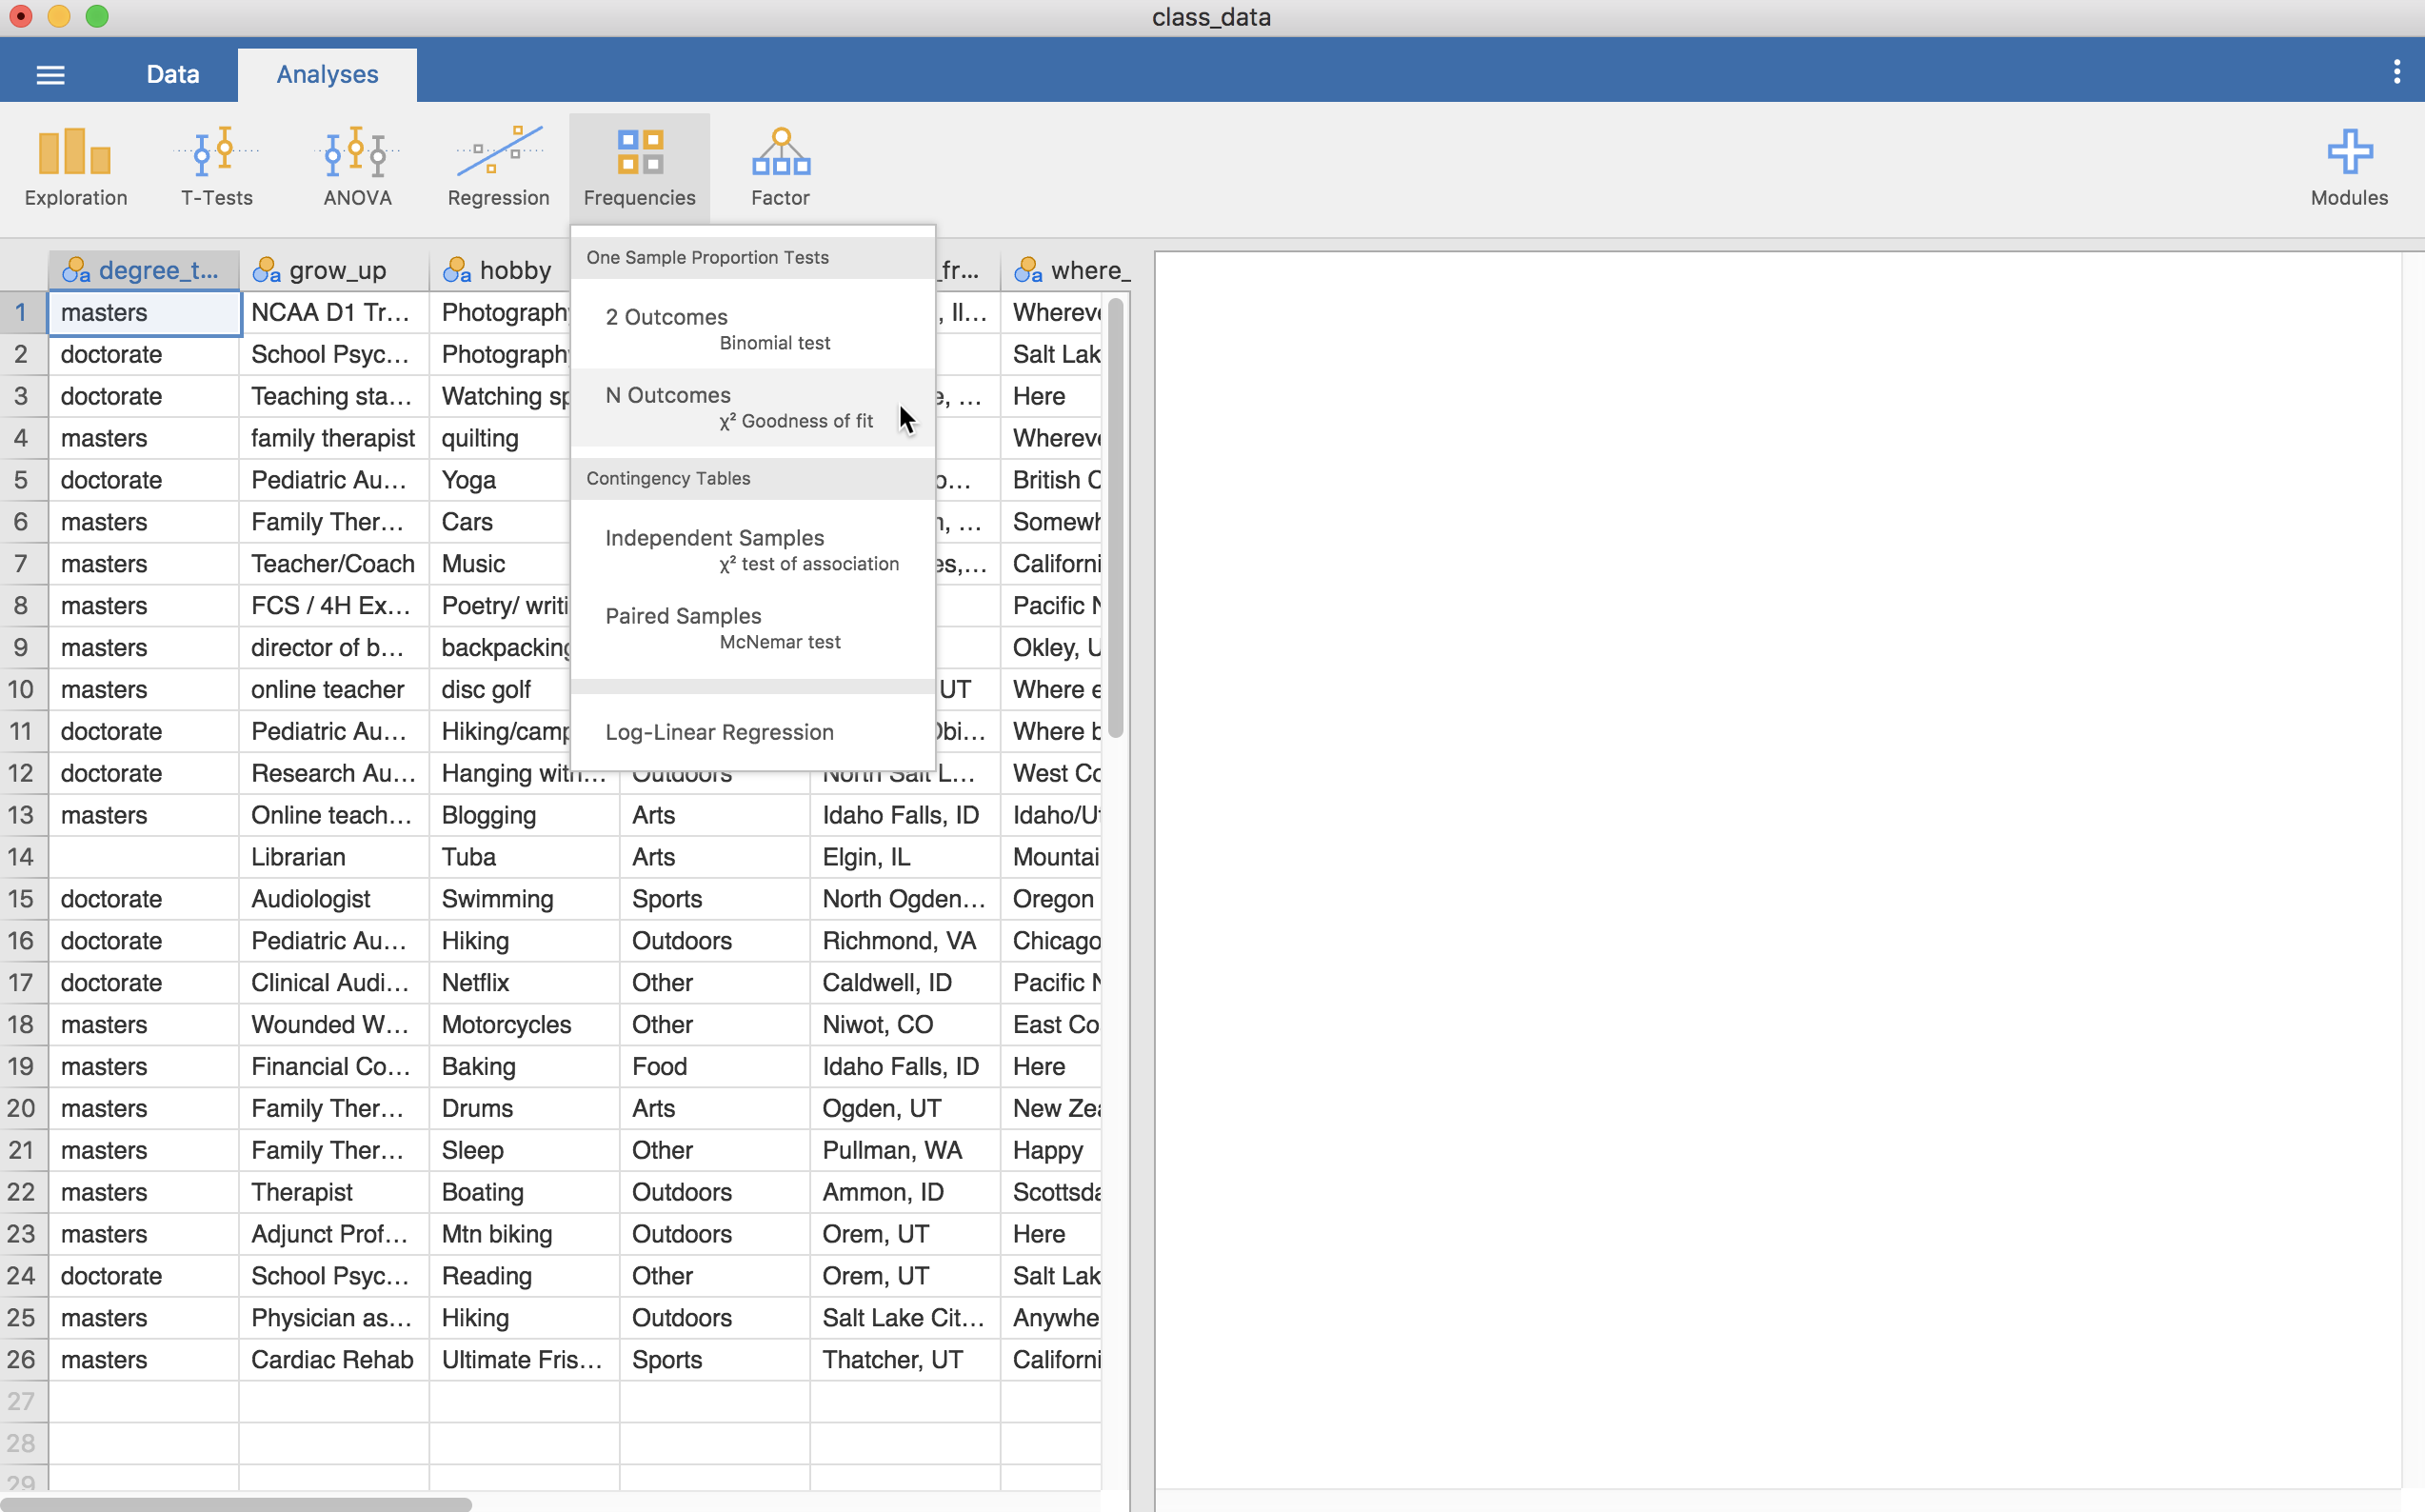 class_data
Data Analyses
Exploration T-Tests ANOVA Regression Frequencies Factor Modules
degree_t... grow_up hobby _fr... where_
One Sample Proportion Tests
2 Outcomes
Binomial test
N Outcomes
χ² Goodness of fit
Contingency Tables
Independent Samples
χ² test of association
Paired Samples
McNemar test
Log-Linear Regression
1 masters NCAA D1 Tr... Photograph , Il... Wherev
2 doctorate School Psyc... Photograph Salt Lak
3 doctorate Teaching sta... Watching sp e, ... Here
4 masters family therapist quilting Wherev
5 doctorate Pediatric Au... Yoga o... British C
6 masters Family Ther... Cars n, ... Somewh
7 masters Teacher/Coach Music es,... Californi
8 masters FCS / 4H Ex... Poetry/ writi Pacific N
9 masters director of b... backpacking Okley, U
10 masters online teacher disc golf UT Where e
11 doctorate Pediatric Au... Hiking/camp Obi... Where b
12 doctorate Research Au... Hanging with... Outdoors North Salt L... West Co
13 masters Online teach... Blogging Arts Idaho Falls, ID Idaho/Ut
14 Librarian Tuba Arts Elgin, IL Mountai
15 doctorate Audiologist Swimming Sports North Ogden... Oregon
16 doctorate Pediatric Au... Hiking Outdoors Richmond, VA Chicago
17 doctorate Clinical Audi... Netflix Other Caldwell, ID Pacific N
18 masters Wounded W... Motorcycles Other Niwot, CO East Co
19 masters Financial Co... Baking Food Idaho Falls, ID Here
20 masters Family Ther... Drums Arts Ogden, UT New Zea
21 masters Family Ther... Sleep Other Pullman, WA Happy
22 masters Therapist Boating Outdoors Ammon, ID Scottsda
23 masters Adjunct Prof... Mtn biking Outdoors Orem, UT Here
24 doctorate School Psyc... Reading Other Orem, UT Salt Lak
25 masters Physician as... Hiking Outdoors Salt Lake Cit... Anywhe
26 masters Cardiac Rehab Ultimate Fris... Sports Thatcher, UT Californi
27
28
29